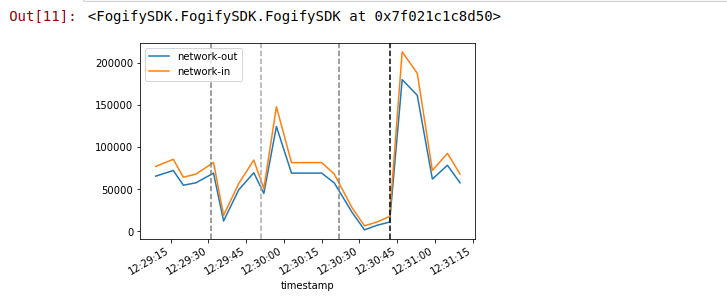 Out[11]: <FogifySDK.FogifySDK.FogifySDK at 0x7f021c1c8d50>
network-out
network-in
200000
150000
100000
50000
0
12:29:15 12:29:30 12:29:45 12:30:00 12:30:15 12:30:30 12:30:45 12:31:00 12:31:15
timestamp